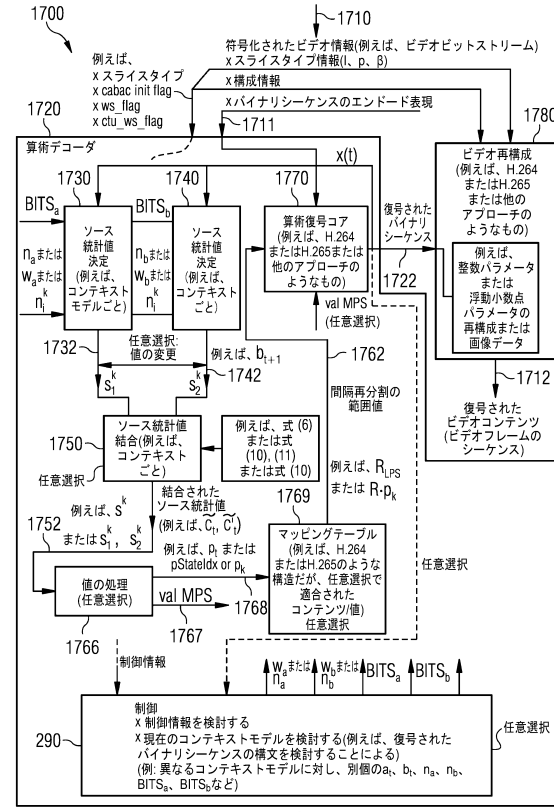 1700
1710
例えば、
x スライスタイプ
x cabac init flag
x ws_flag
x ctu_ws_flag
符号化されたビデオ情報(例えば、ビデオビットストリーム)
x スライスタイプ情報(I、p、β)
x 構成情報
x バイナリシーケンスのエンドード表現
1720
1711
1780
算術デコーダ
x(t)
1730
1740
1770
BITSa
BITSb
naまたは
waまたは
ni^k
nbまたは
wbまたは
ni^k
ソース
統計値
決定
(例えば、
コンテキスト
モデルごと)
ソース
統計値
決定
(例えば、
コンテキスト
ごと)
算術復号コア
(例えば、H.264
またはH.265または
他のアプローチの
ようなもの)
復号された
バイナリ
シーケンス
1722
ビデオ再構成
(例えば、H.264
またはH.265
または他の
アプローチの
ようなもの)
例えば、
整数パラメータ
または
浮動小数点
パラメータの
再構成または
画像データ
val MPS
(任意選択)
1732
任意選択:
値の変更
例えば、bt+1
1742
s1^k
s2^k
1762
間隔再分割の
範囲値
1712
復号された
ビデオコンテンツ
(ビデオフレームの
シーケンス)
1750
ソース統計値
結合(例えば、
コンテキスト
ごと)
任意選択
例えば、式 (6)
または式
(10), (11)
または式 (10)
例えば、RLPS
または R·pk
1752
例えば、s^k
または s1^k, s2^k
結合された
ソース統計値
(例えば、C̃t, C̃'t)
例えば、pt または
pStateIdx or pk
1769
マッピングテーブル
(例えば、H.264
またはH.265のような
構造だが、任意選択で
適合された
コンテンツ/値)
任意選択
任意選択
値の処理
(任意選択)
1768
val MPS
1766
1767
制御情報
waまたは
na
wbまたは
nb
BITSa
BITSb
290
制御
x 制御情報を検討する
x 現在のコンテキストモデルを検討する(例えば、復号された
バイナリシーケンスの構文を検討することによる)
(例: 異なるコンテキストモデルに対し、別個のat、bt、na、nb、
BITSa、BITSbなど)
任意選択